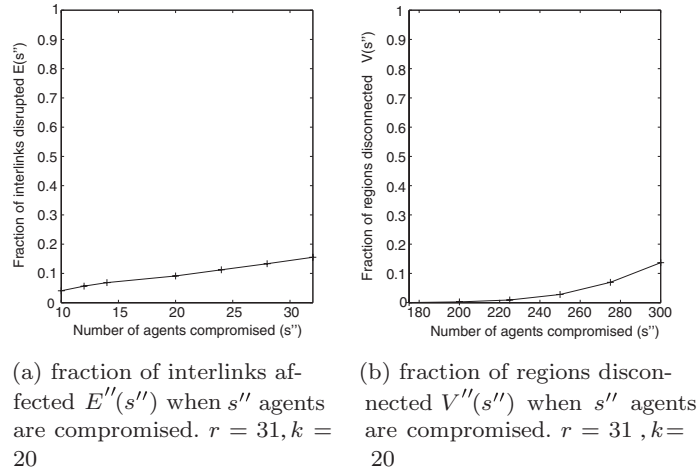 1
0.9
0.8
0.7
0.6
0.5
0.4
0.3
0.2
0.1
0
10 15 20 25 30
Fraction of interlinks disrupted E(s")
Number of agents compromised (s")
1
0.9
0.8
0.7
0.6
0.5
0.4
0.3
0.2
0.1
0
180 200 220 240 260 280 300
Fraction of regions disconnected V(s")
Number of agents compromised (s")
(a) fraction of interlinks af-
fected E''(s'') when s'' agents
are compromised. r = 31, k =
20
(b) fraction of regions discon-
nected V''(s'') when s'' agents
are compromised. r = 31 , k=
20